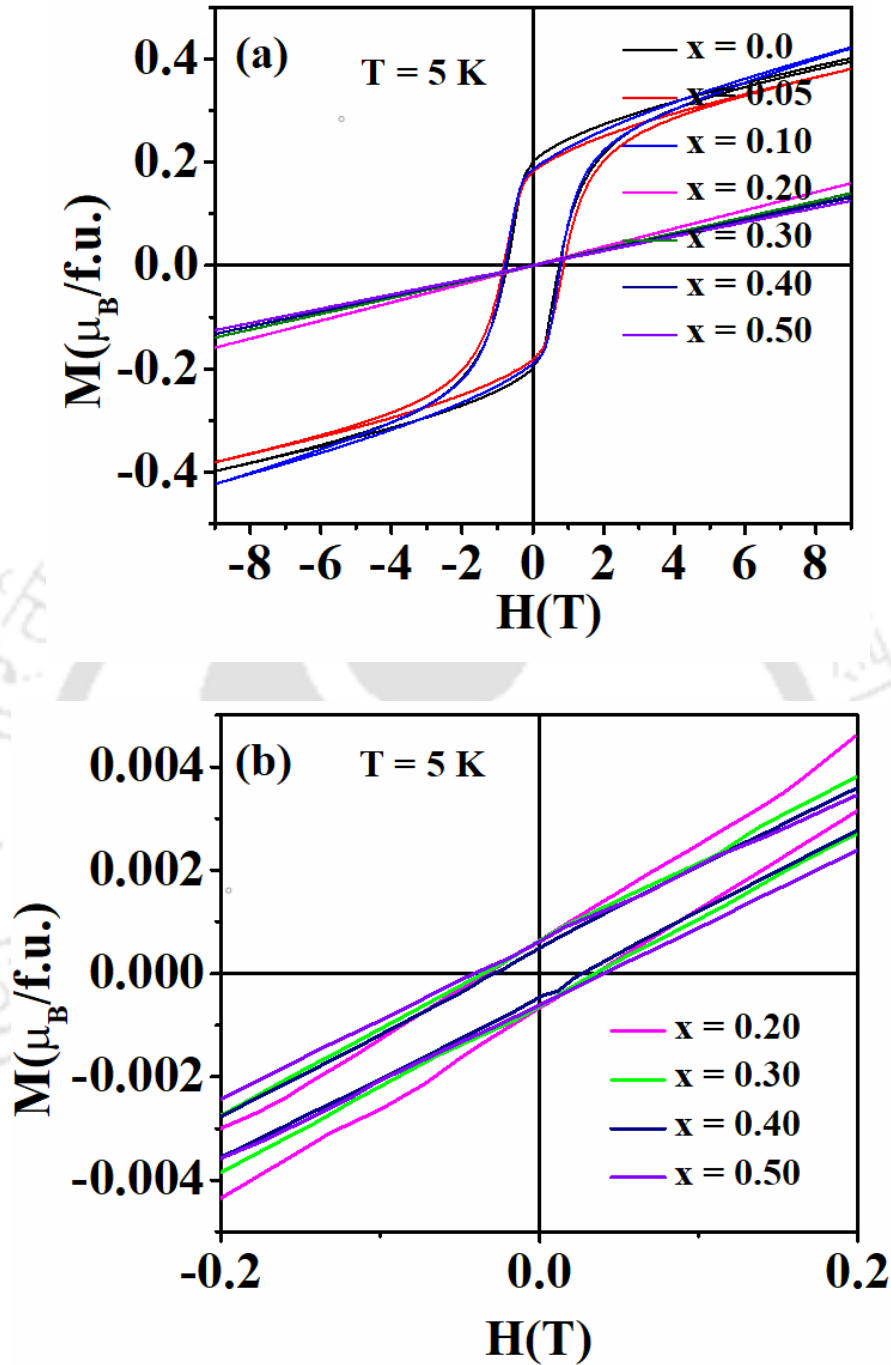 (a)
T = 5 K
x = 0.0
x = 0.05
x = 0.10
x = 0.20
x = 0.30
x = 0.40
x = 0.50
0.4
0.2
0.0
-0.2
-0.4
M(μB/f.u.)
-8 -6 -4 -2 0 2 4 6 8
H(T)
(b)
T = 5 K
0.004
0.002
0.000
-0.002
-0.004
M(μB/f.u.)
x = 0.20
x = 0.30
x = 0.40
x = 0.50
-0.2 0.0 0.2
H(T)